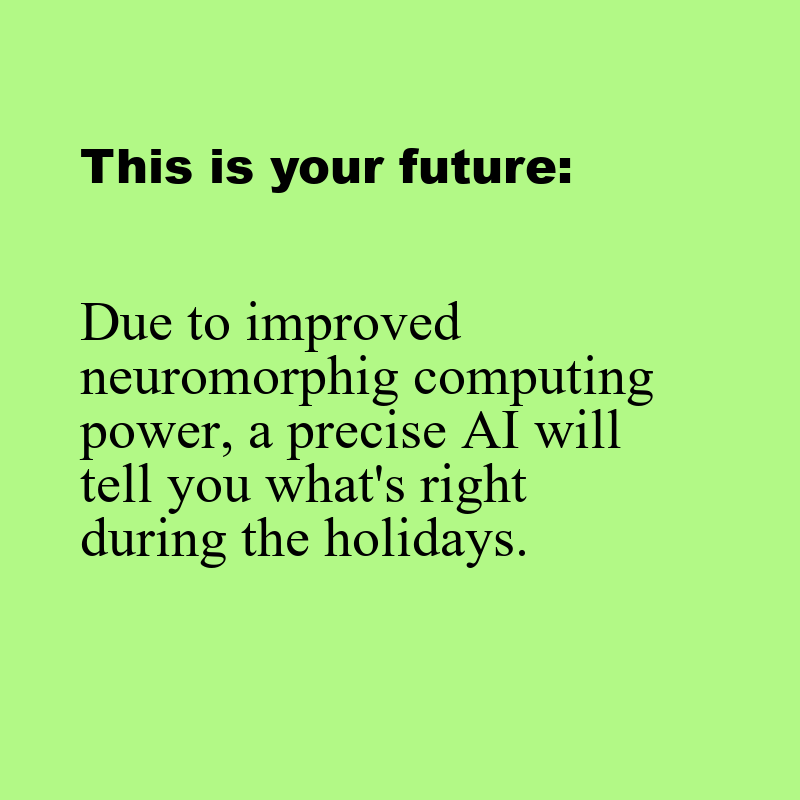 This is your future:
Due to improved
neuromorphig computing
power, a precise AI will
tell you what's right
during the holidays.